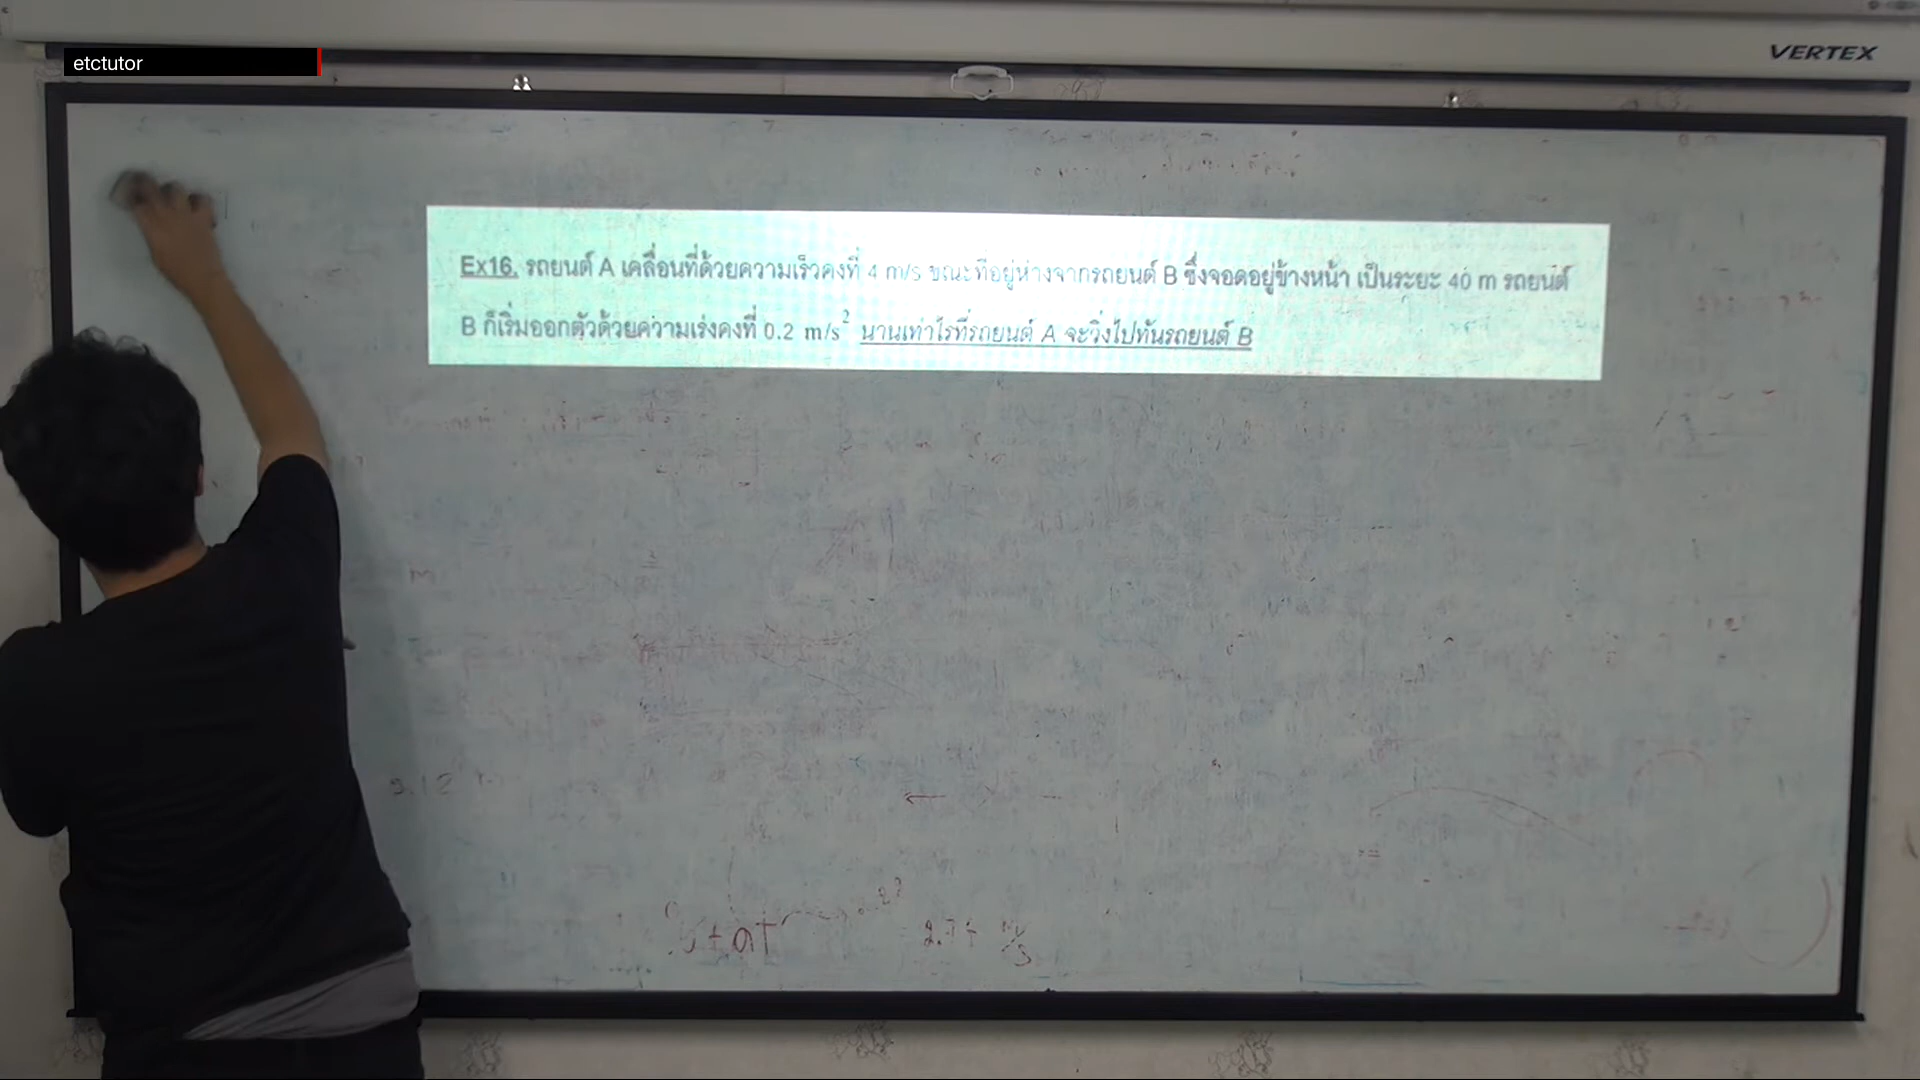 etctutor
VERTEX
Ex16. รถยนต์ A เคลื่อนที่ด้วยความเร็วคงที่ 4 m/s ขณะที่อยู่ห่างจากรถยนต์ B ซึ่งจอดอยู่ข้างหน้า เป็นระยะ 40 m รถยนต์
B ก็เริ่มออกตัวด้วยความเร่งคงที่ 0.2 m/s² นานเท่าไรที่รถยนต์ A จะวิ่งไปทันรถยนต์ B
+ at